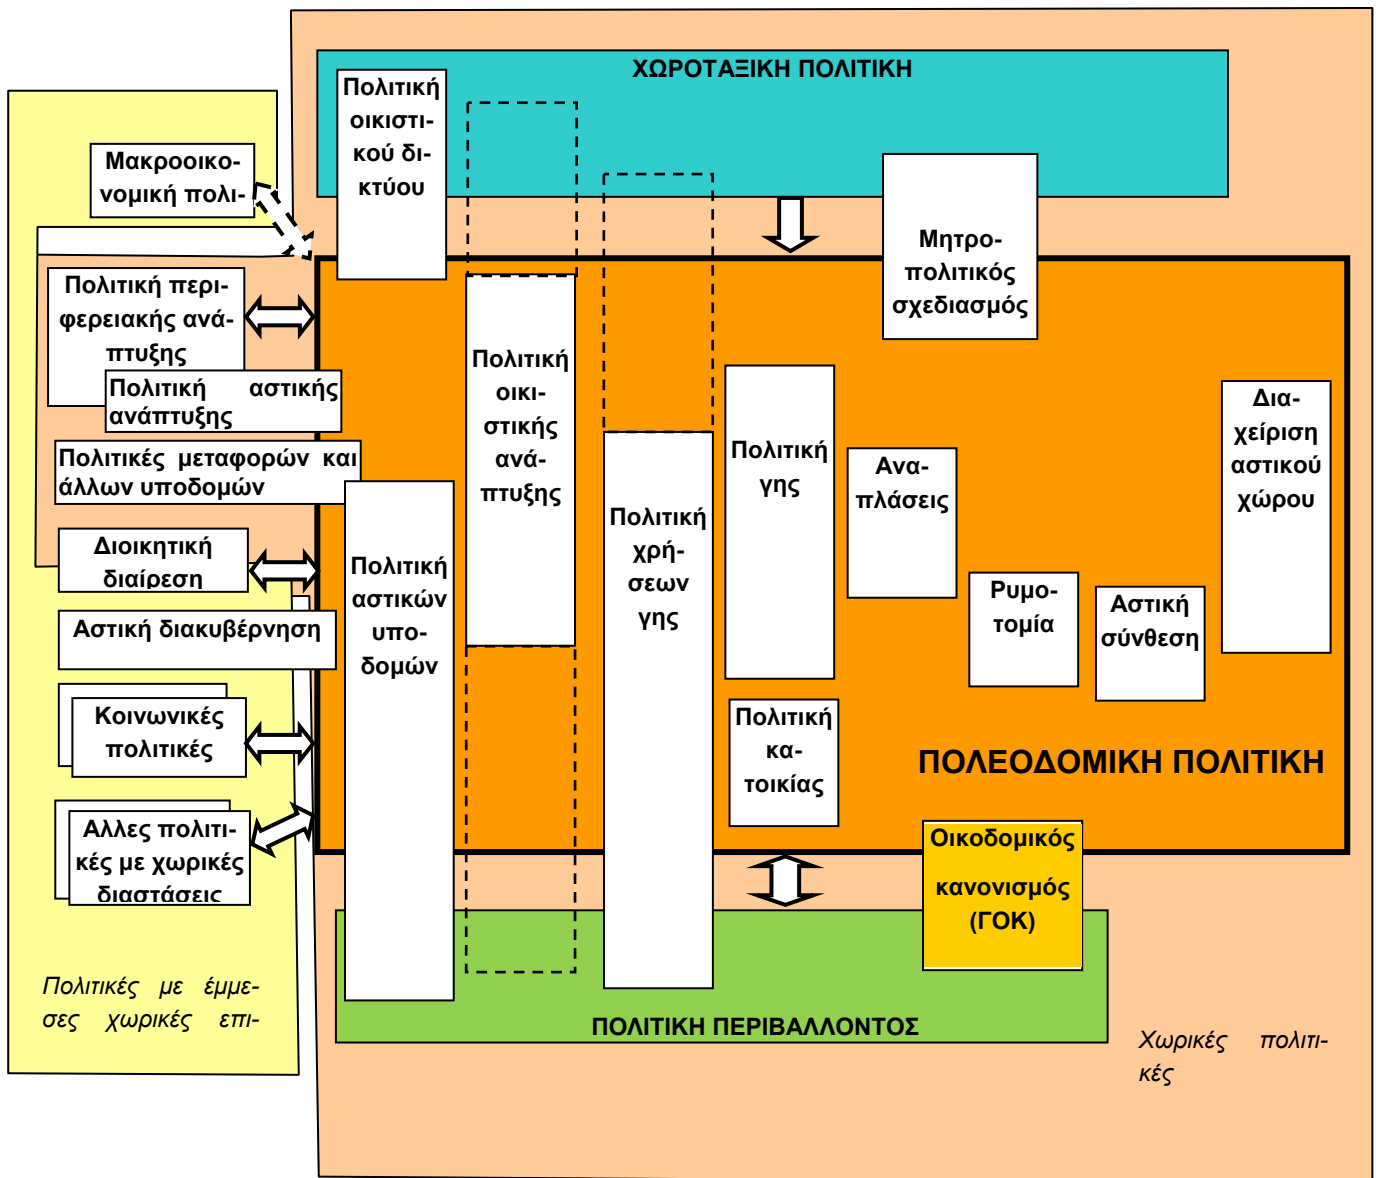 ΧΩΡΟΤΑΞΙΚΗ ΠΟΛΙΤΙΚΗ
Πολιτική
οικιστι-
κού δι-
κτύου
Μακροοικο-
νομική πολι-
Μητρο-
πολιτικός
σχεδιασμός
Πολιτική περι-
φερειακής ανά-
πτυξης
Πολιτική αστικής
ανάπτυξης
Πολιτικές μεταφορών και
άλλων υποδομών
Πολιτική
οικι-
στικής
ανά-
πτυξης
Πολιτική
γης
Ανα-
πλάσεις
Δια-
χείριση
αστικού
χώρου
Διοικητική
διαίρεση
Πολιτική
αστικών
υπο-
δομών
Πολιτική
χρή-
σεων
γης
Ρυμο-
τομία
Αστική
σύνθεση
Αστική διακυβέρνηση
Κοινωνικές
πολιτικές
Πολιτική
κα-
τοικίας
ΠΟΛΕΟΔΟΜΙΚΗ ΠΟΛΙΤΙΚΗ
Αλλες πολιτι-
κές με χωρικές
διαστάσεις
Οικοδομικός
κανονισμός
(ΓΟΚ)
Πολιτικές με έμμε-
σες χωρικές επι-
ΠΟΛΙΤΙΚΗ ΠΕΡΙΒΑΛΛΟΝΤΟΣ
Χωρικές πολιτι-
κές